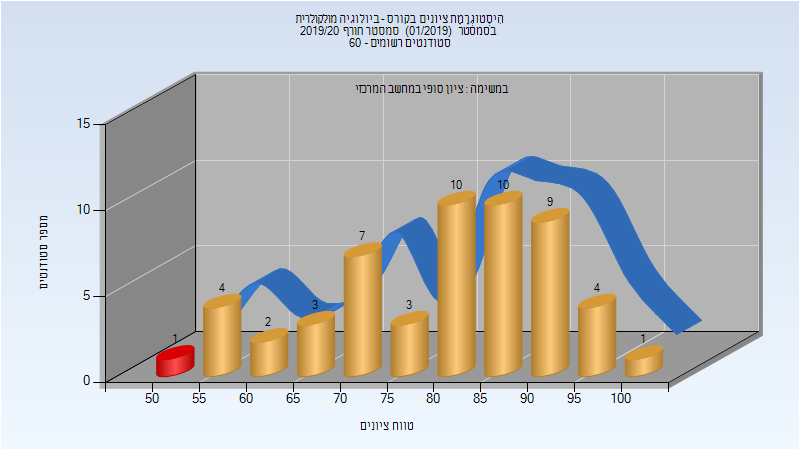 היסטוגרמת ציונים בקורס - ביולוגיה מולקולרית
בסמסטר (01/2019) סמסטר חורף 2019/20
סטודנטים רשומים - 60
במשימה : ציון סופי במחשב המרכזי
מספר סטודנטים
15
10
5
0
1
4
2
3
7
3
10
10
9
4
1
50 55 60 65 70 75 80 85 90 95 100
טווח ציונים